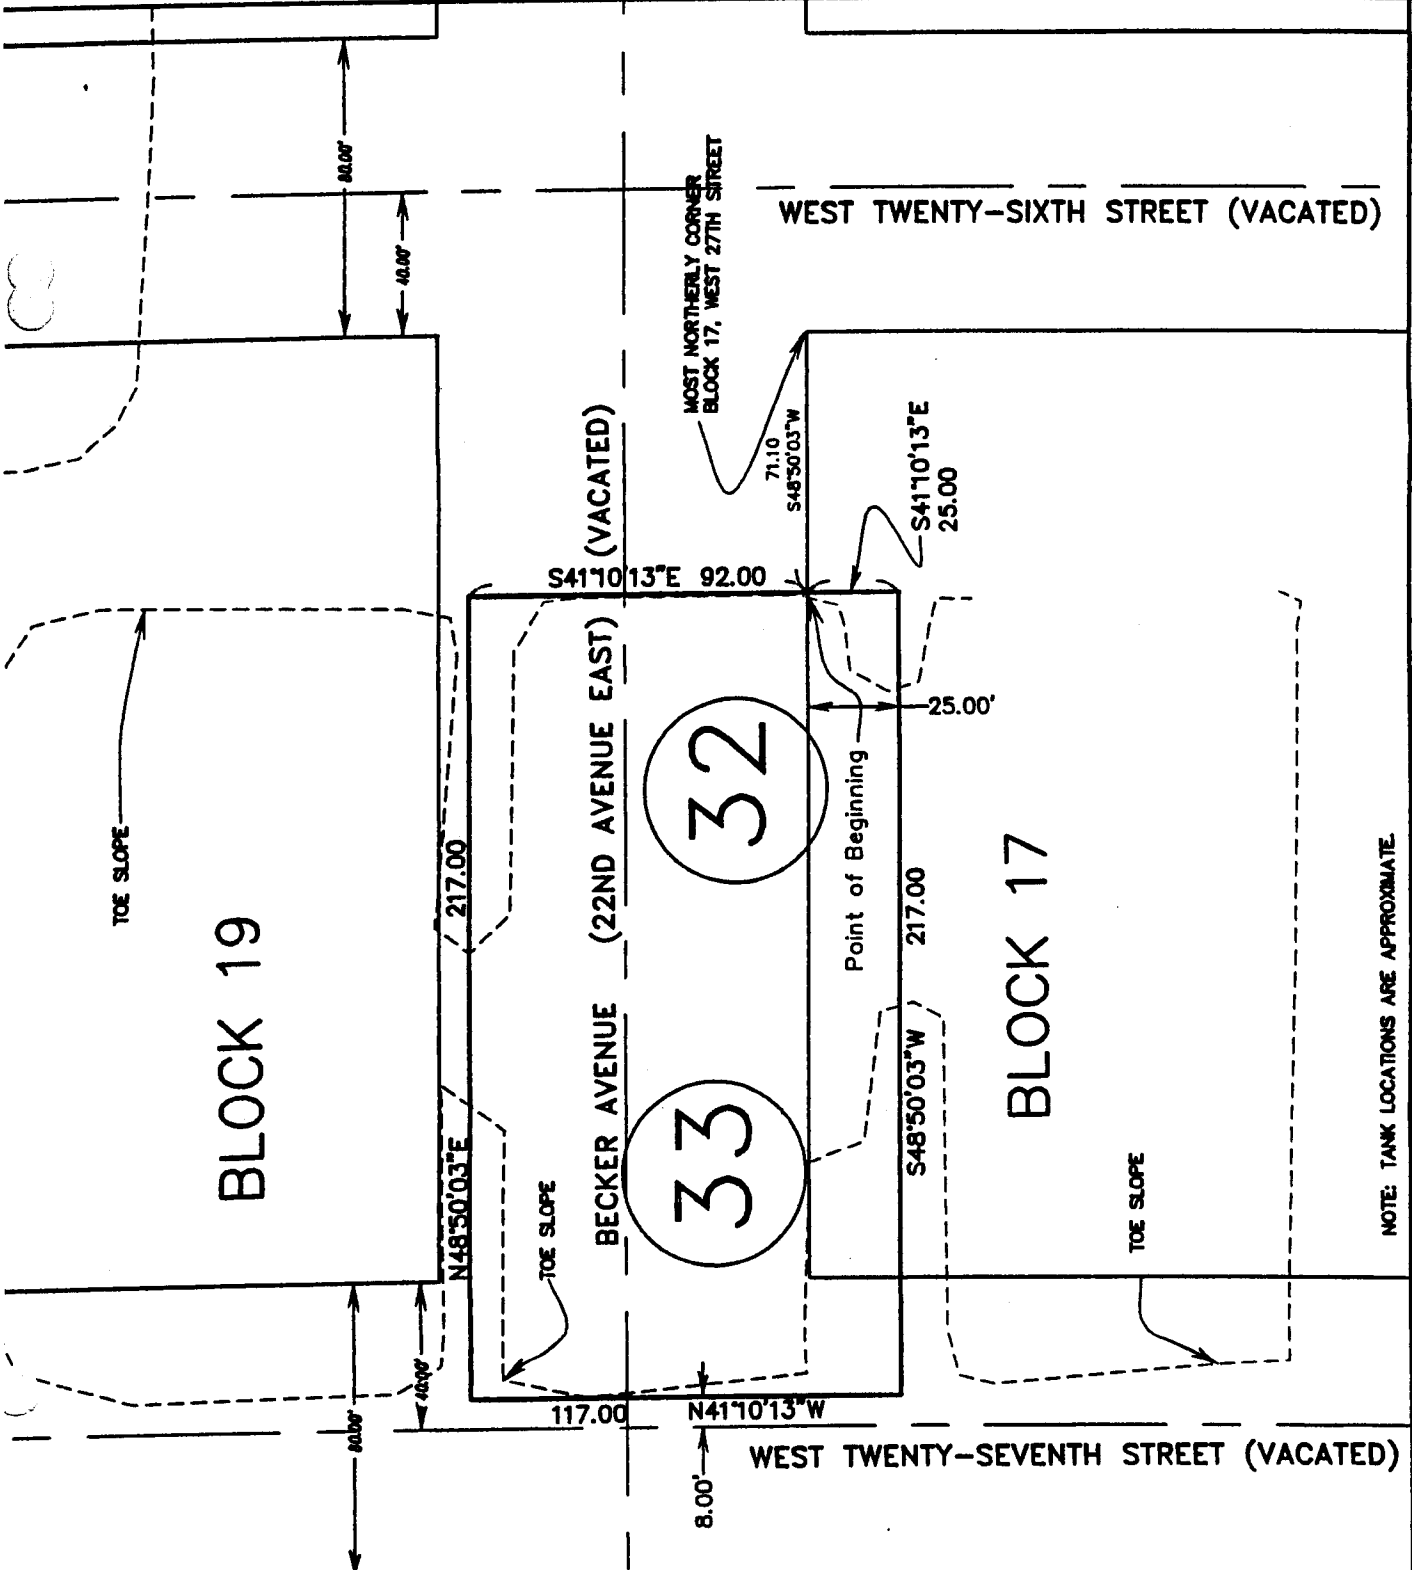 80.00'
40.00'
MOST NORTHERLY CORNER
BLOCK 17, WEST 27TH STREET
WEST TWENTY-SIXTH STREET (VACATED)
71.10
S48°50'03"W
S41°10'13"E
25.00
S41°10'13"E 92.00
BECKER AVENUE (22ND AVENUE EAST) (VACATED)
TOE SLOPE
217.00
N48°50'03"E
BLOCK 19
32
33
25.00'
Point of Beginning
217.00
S48°50'03"W
BLOCK 17
TOE SLOPE
TOE SLOPE
NOTE: TANK LOCATIONS ARE APPROXIMATE.
80.00'
40.00'
117.00
N41°10'13"W
8.00'
WEST TWENTY-SEVENTH STREET (VACATED)